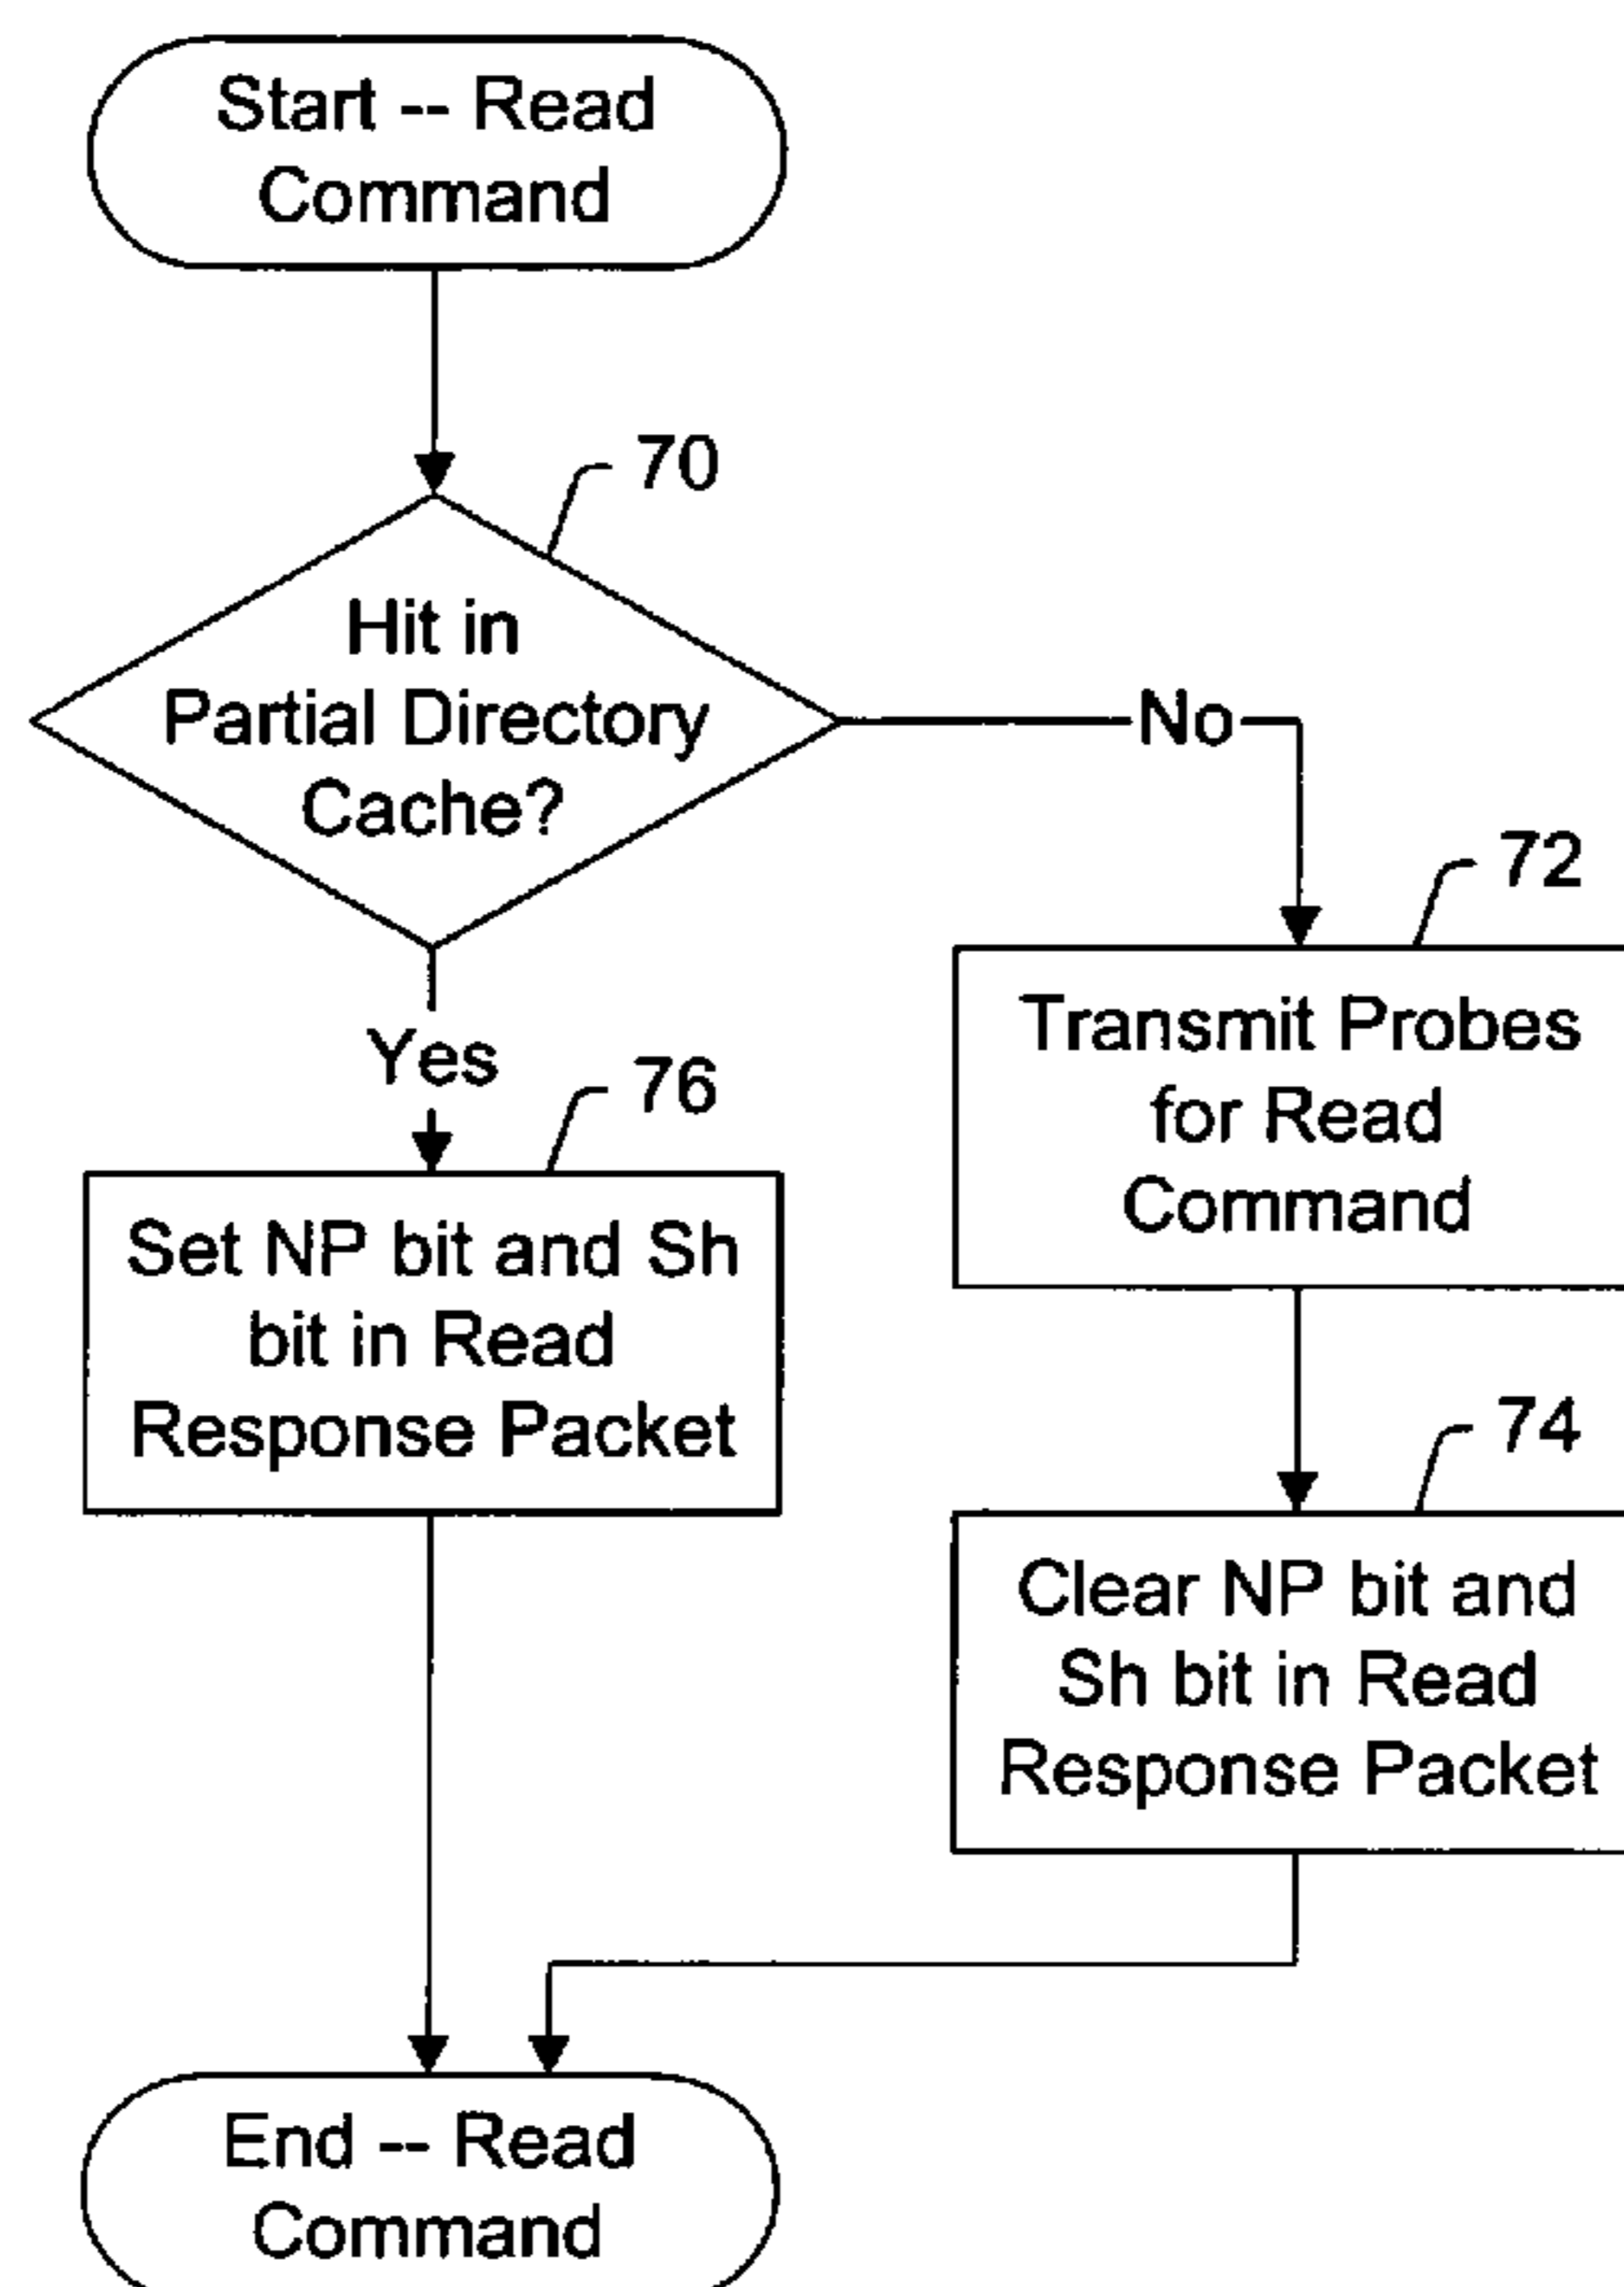 Start -- Read
Command
70
Hit in
Partial Directory
Cache?
No
72
Transmit Probes
for Read
Command
Yes
76
Set NP bit and Sh
bit in Read
Response Packet
74
Clear NP bit and
Sh bit in Read
Response Packet
End -- Read
Command